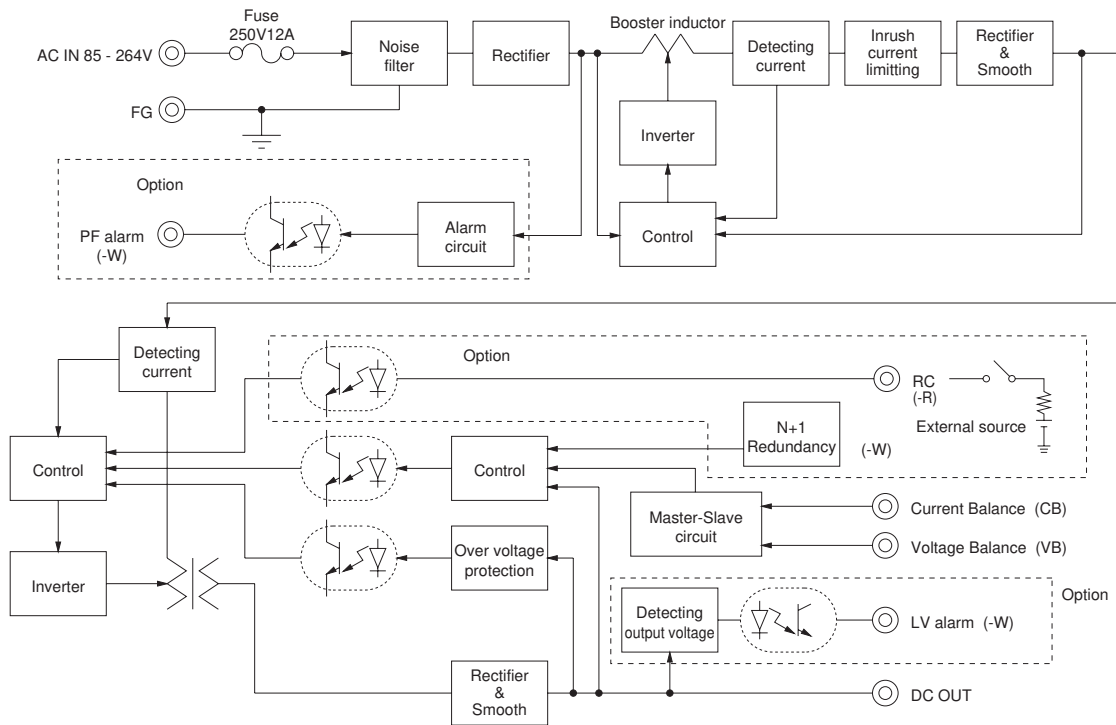 Fuse
250V12A
AC IN 85 - 264V
Noise
filter
Rectifier
Booster inductor
Detecting
current
Inrush
current
limitting
Rectifier
&
Smooth
FG
Inverter
Option
PF alarm
(-W)
Alarm
circuit
Control
Detecting
current
Option
RC
(-R)
External source
N+1
Redundancy
(-W)
Control
Control
Master-Slave
circuit
Current Balance (CB)
Voltage Balance (VB)
Inverter
Over voltage
protection
Option
Detecting
output voltage
LV alarm (-W)
Rectifier
&
Smooth
DC OUT